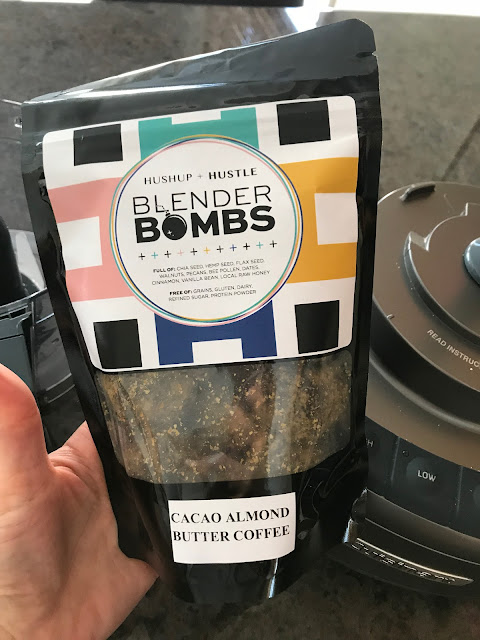 HUSHUP + HUSTLE
BLENDER
BOMBS
FULL OF: CHIA SEED, HEMP SEED, FLAX SEED,
WALNUTS, PECANS, BEE POLLEN, DATES,
CINNAMON, VANILLA BEAN, LOCAL RAW HONEY
FREE OF: GRAINS, GLUTEN, DAIRY,
REFINED SUGAR, PROTEIN POWDER
READ INSTRUC
LOW
CACAO ALMOND
BUTTER COFFEE